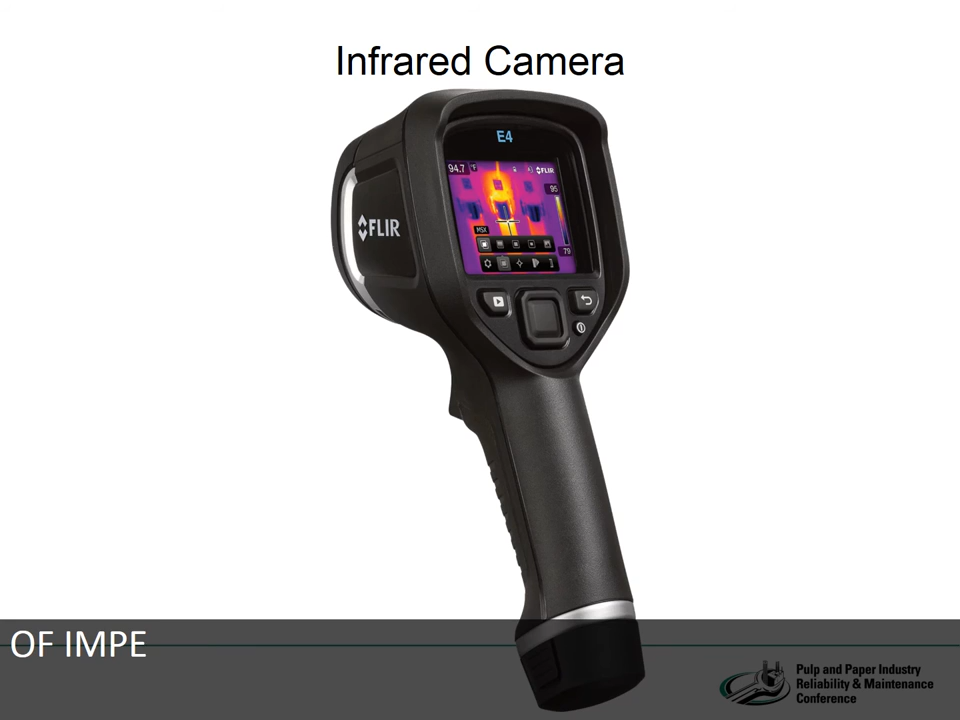 Infrared Camera
E4
94.7 °F
FLIR
95
FLIR
MSX
79
OF IMPE
Pulp and Paper Industry
Reliability & Maintenance
Conference